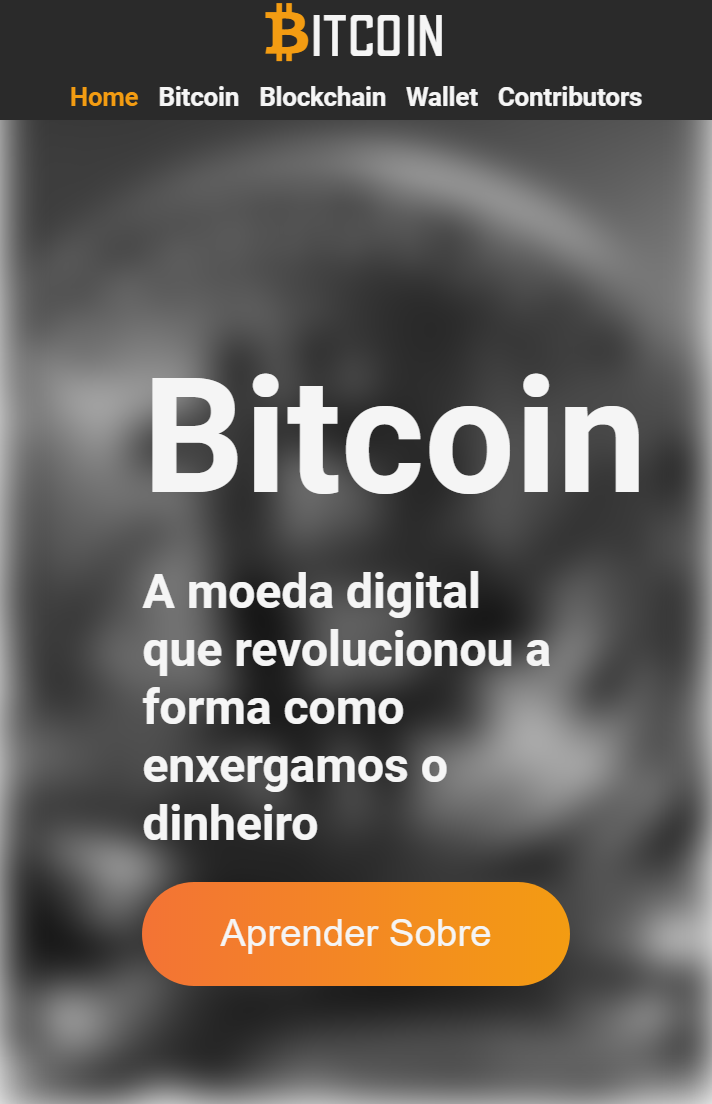 BITCOIN
Home Bitcoin Blockchain Wallet Contributors
Bitcoin
A moeda digital
que revolucionou a
forma como
enxergamos o
dinheiro
Aprender Sobre